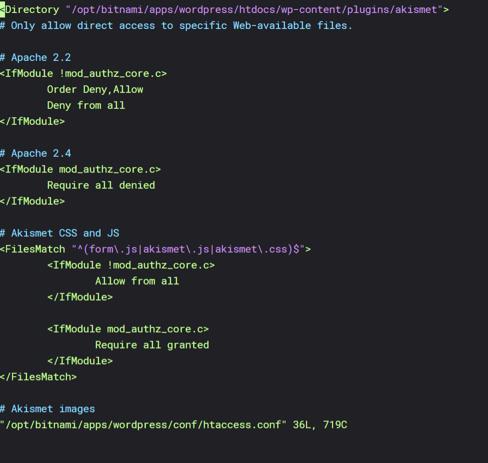 <Directory "/opt/bitnami/apps/wordpress/htdocs/wp-content/plugins/akismet">
# Only allow direct access to specific Web-available files.
# Apache 2.2
<IfModule !mod_authz_core.c>
Order Deny,Allow
Deny from all
</IfModule>
# Apache 2.4
<IfModule mod_authz_core.c>
Require all denied
</IfModule>
# Akismet CSS and JS
<FilesMatch "^(form\.js|akismet\.js|akismet\.css)$">
<IfModule !mod_authz_core.c>
Allow from all
</IfModule>
<IfModule mod_authz_core.c>
Require all granted
</IfModule>
</FilesMatch>
# Akismet images
"/opt/bitnami/apps/wordpress/conf/htaccess.conf" 36L, 719C